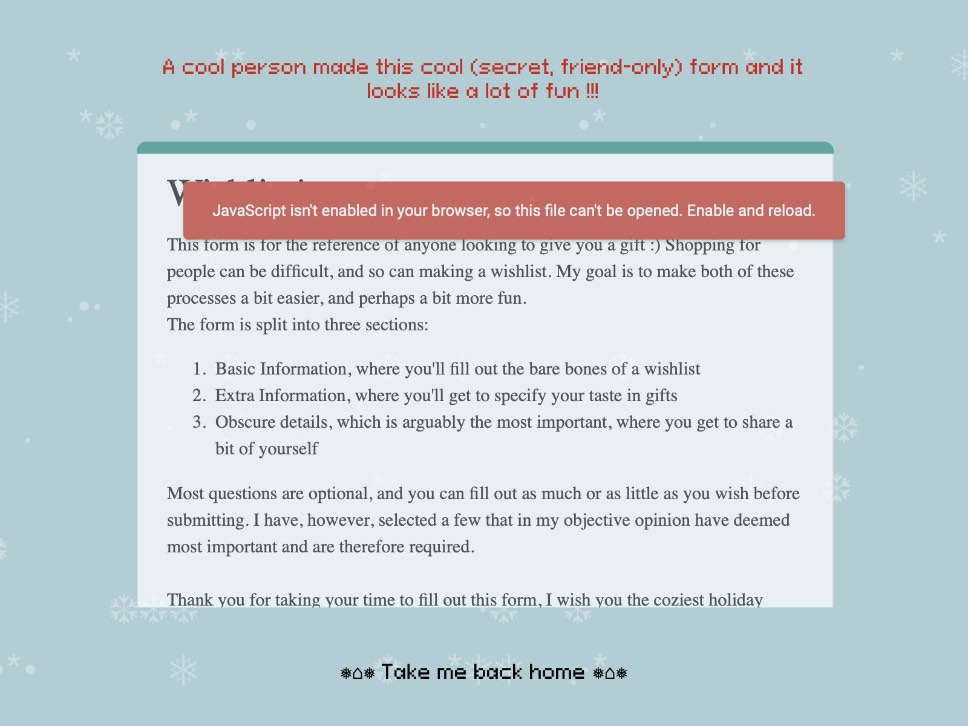 A cool person made this cool (secret, friend-only) form and it
looks like a lot of fun !!!
JavaScript isn't enabled in your browser, so this file can't be opened. Enable and reload.
This form is for the reference of anyone looking to give you a gift :) Shopping for
people can be difficult, and so can making a wishlist. My goal is to make both of these
processes a bit easier, and perhaps a bit more fun.
The form is split into three sections:
1. Basic Information, where you'll fill out the bare bones of a wishlist
2. Extra Information, where you'll get to specify your taste in gifts
3. Obscure details, which is arguably the most important, where you get to share a
bit of yourself
Most questions are optional, and you can fill out as much or as little as you wish before
submitting. I have, however, selected a few that in my objective opinion have deemed
most important and are therefore required.
Thank you for taking your time to fill out this form, I wish you the coziest holiday
❅⌂❅ Take me back home ❅⌂❅